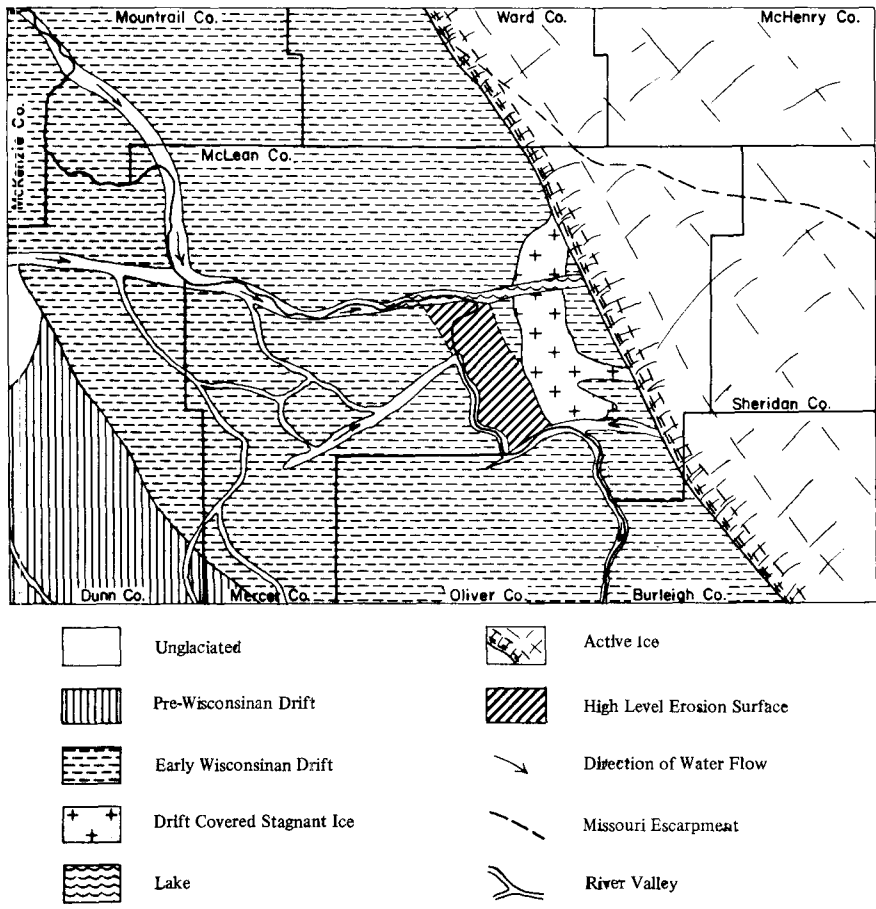 Mountrail Co.
Ward Co.
McHenry Co.
McKenzie Co.
McLean Co.
Sheridan Co.
Dunn Co.
Mercer Co.
Oliver Co.
Burleigh Co.
Unglaciated
Pre-Wisconsinan Drift
Early Wisconsinan Drift
Drift Covered Stagnant Ice
Lake
Active Ice
High Level Erosion Surface
Direction of Water Flow
Missouri Escarpment
River Valley